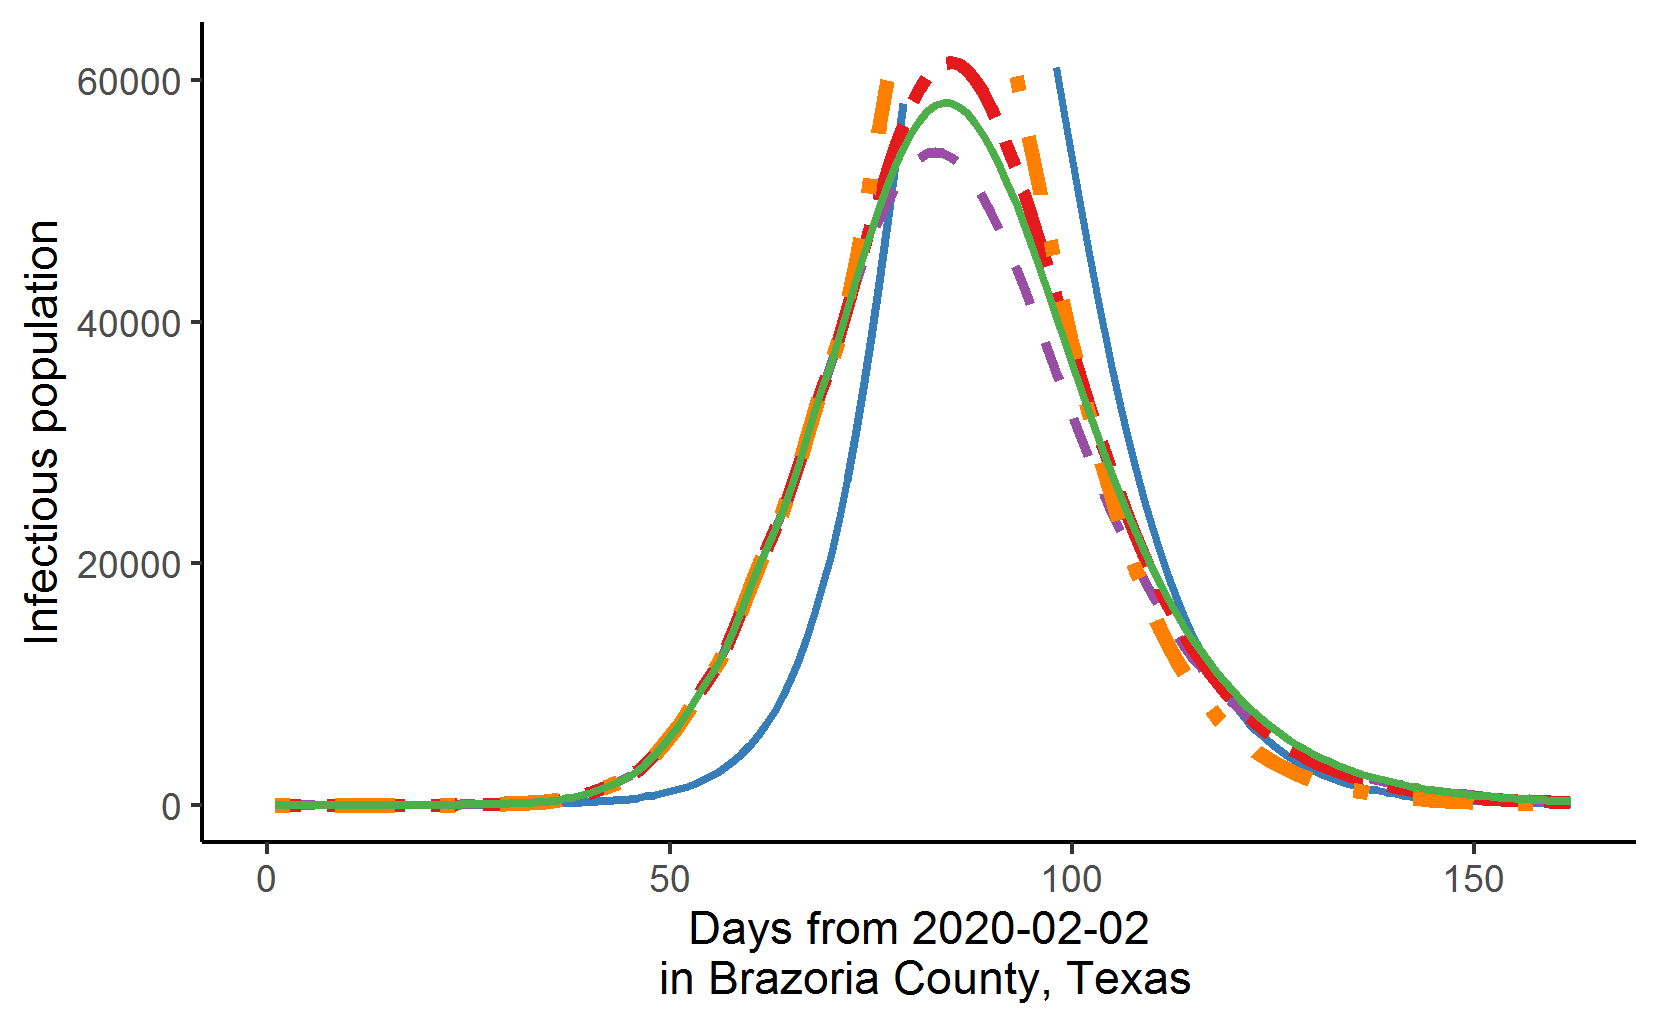 Infectious population
60000
40000
20000
0
0 50 100 150
Days from 2020-02-02
in Brazoria County, Texas